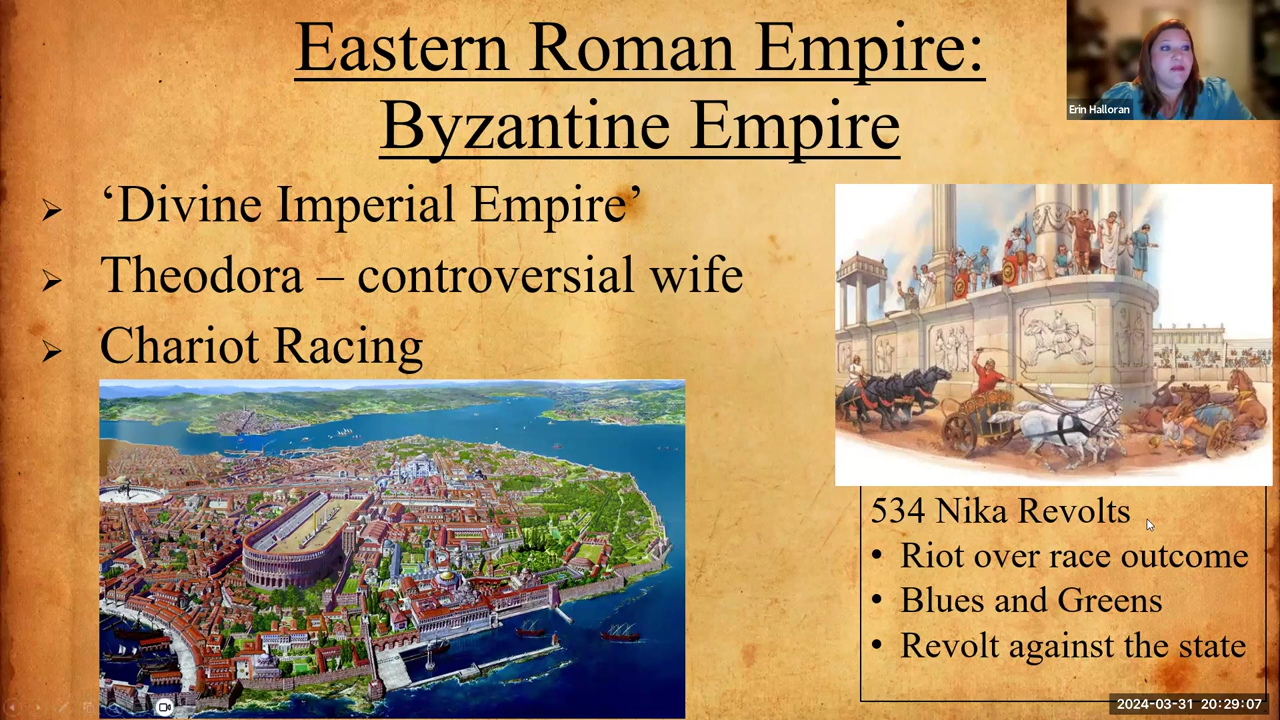 Eastern Roman Empire:
Byzantine Empire
Erin Halloran
➢ ‘Divine Imperial Empire’
➢ Theodora – controversial wife
➢ Chariot Racing
534 Nika Revolts
• Riot over race outcome
• Blues and Greens
• Revolt against the state
2024-03-31 20:29:07